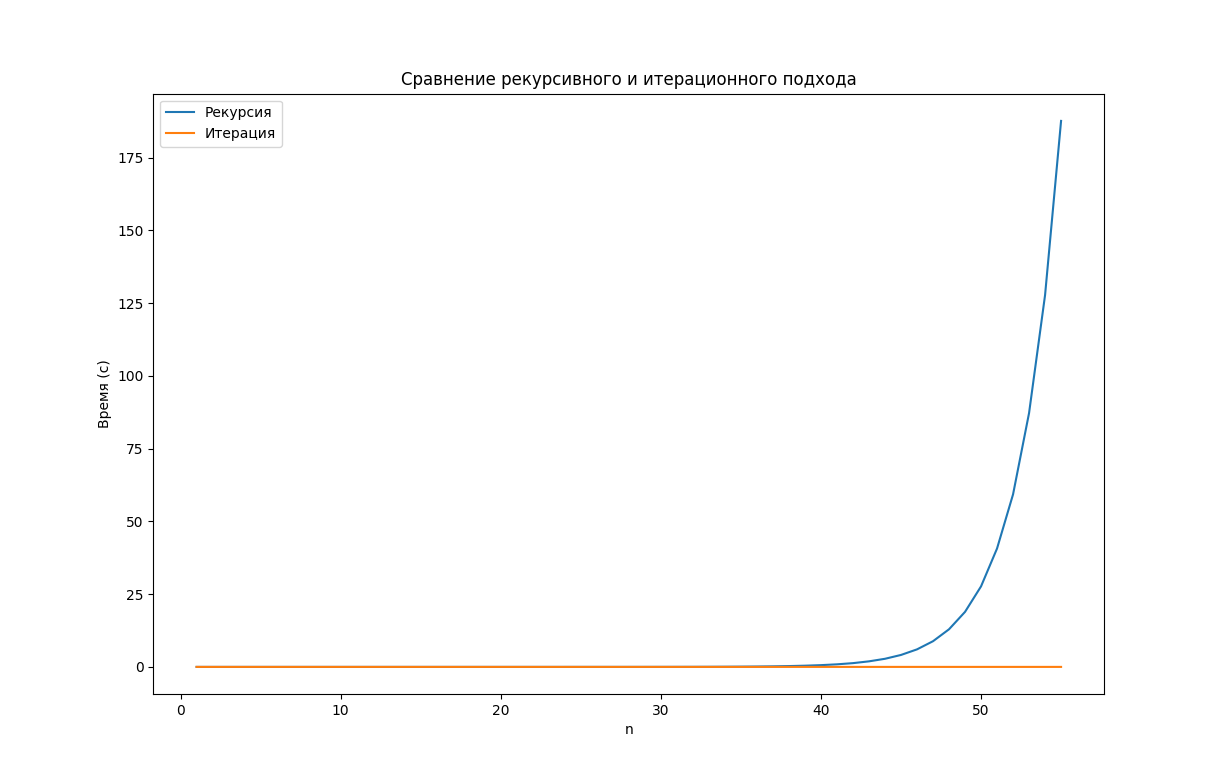 Сравнение рекурсивного и итерационного подхода
Рекурсия
Итерация
175
150
125
100
75
50
25
0
Время (с)
0 10 20 30 40 50
n